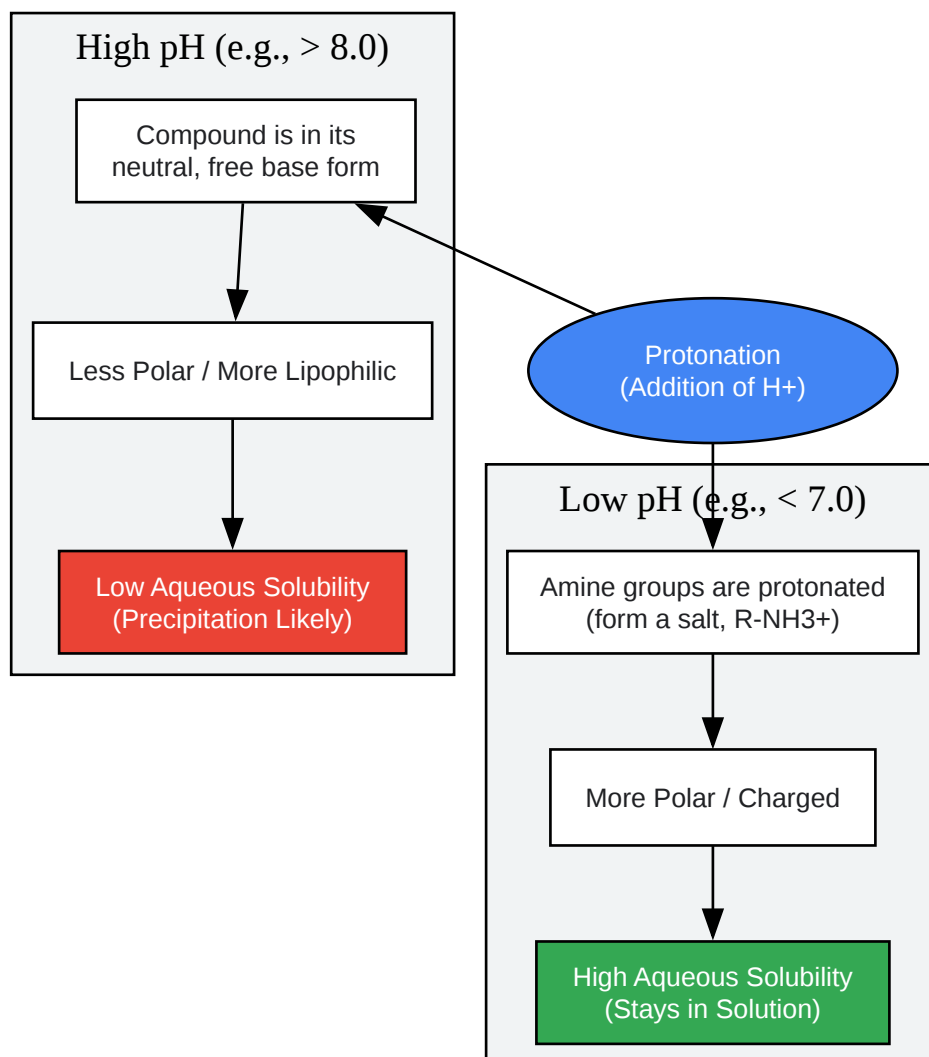 High pH (e.g., > 8.0)
Compound is in its
neutral, free base form
Less Polar / More Lipophilic
Low Aqueous Solubility
(Precipitation Likely)
Protonation
(Addition of H+)
Low pH (e.g., < 7.0)
Amine groups are protonated
(form a salt, R-NH3+)
More Polar / Charged
High Aqueous Solubility
(Stays in Solution)